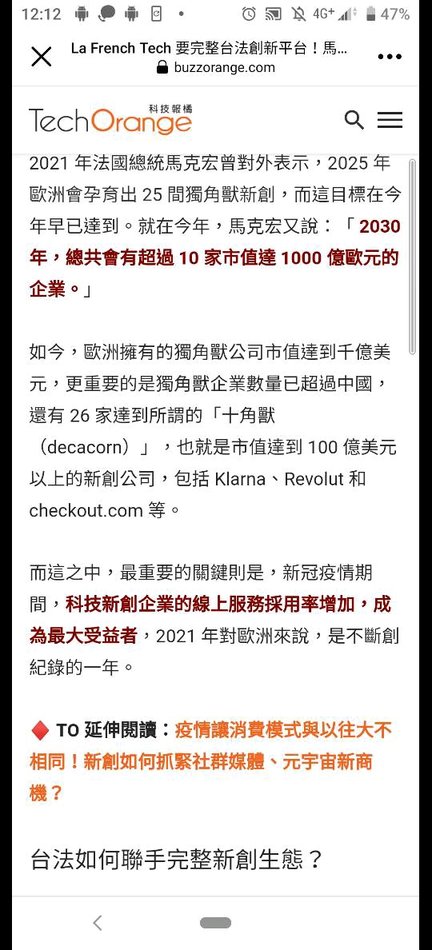 12:12
4G+
47%
La French Tech 要完整台法創新平台！馬...
buzzorange.com
科技報橘
TechOrange
2021 年法國總統馬克宏曾對外表示，2025 年
歐洲會孕育出 25 間獨角獸新創，而這目標在今
年早已達到。就在今年，馬克宏又說：「 2030
年，總共會有超過 10 家市值達 1000 億歐元的
企業。」
如今，歐洲擁有的獨角獸公司市值達到千億美
元，更重要的是獨角獸企業數量已超過中國，
還有 26 家達到所謂的「十角獸
（decacorn）」，也就是市值達到 100 億美元
以上的新創公司，包括 Klarna、Revolut 和
checkout.com 等。
而這之中，最重要的關鍵則是，新冠疫情期
間，科技新創企業的線上服務採用率增加，成
為最大受益者，2021 年對歐洲來說，是不斷創
紀錄的一年。
TO 延伸閱讀：疫情讓消費模式與以往大不
相同！新創如何抓緊社群媒體、元宇宙新商
機？
台法如何聯手完整新創生態？